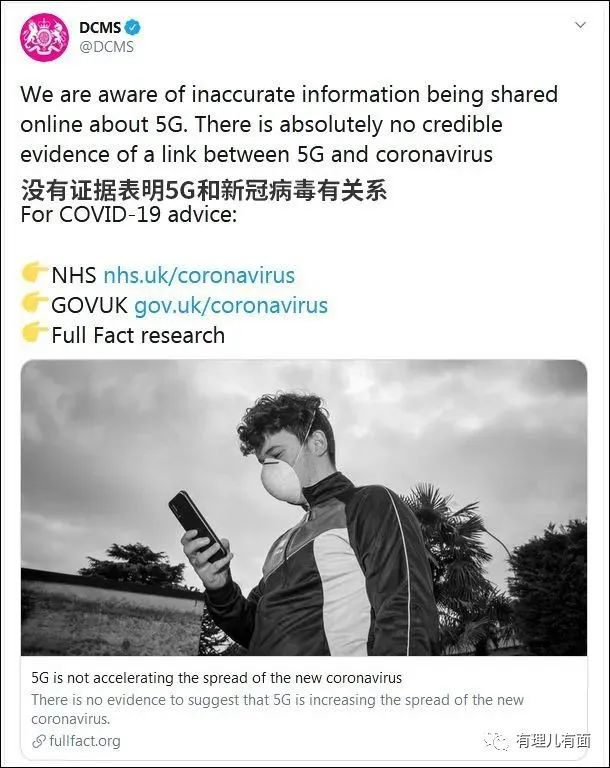 DCMS
@DCMS
We are aware of inaccurate information being shared
online about 5G. There is absolutely no credible
evidence of a link between 5G and coronavirus
没有证据表明5G和新冠病毒有关系
For COVID-19 advice:
👉NHS nhs.uk/coronavirus
👉GOVUK gov.uk/coronavirus
👉Full Fact research
5G is not accelerating the spread of the new coronavirus
There is no evidence to suggest that 5G is increasing the spread of the new
coronavirus.
fullfact.org
有理儿有面